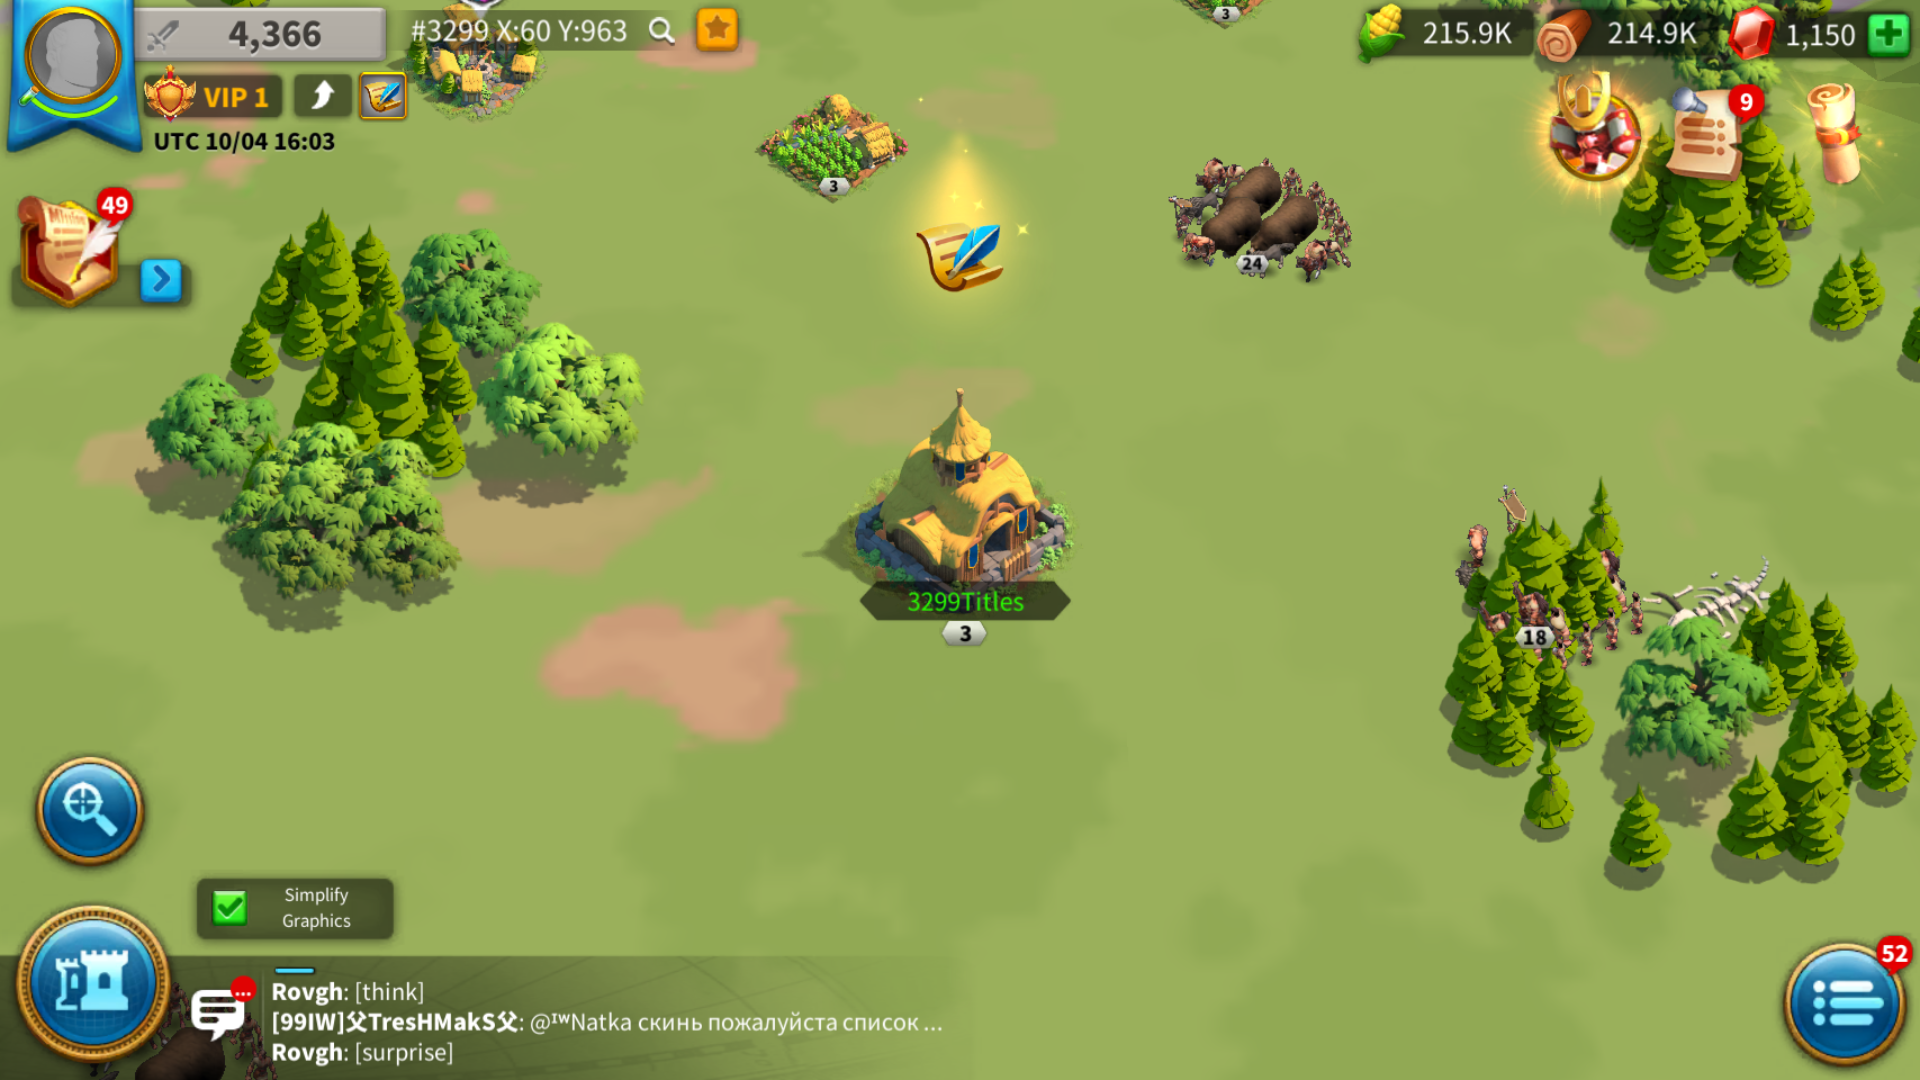 4,366
#3299 X:60 Y:963
3
215.9K
214.9K
1,150
VIP 1
UTC 10/04 16:03
9
3
49
Mission
24
3299Titles
3
18
Simplify
Graphics
52
Rovgh: [think]
[99IW]父TresHMakS父: @ᴵᵂNatka скинь пожалуйста список ...
Rovgh: [surprise]